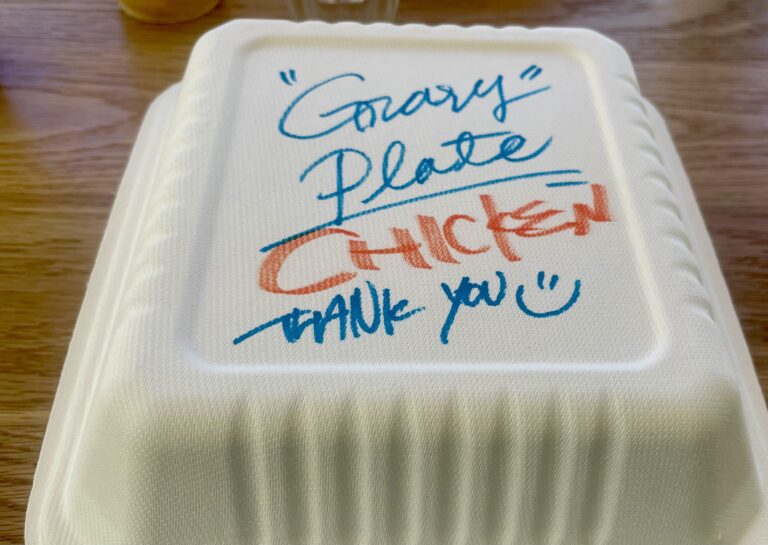 "Gravy"
Plate
CHICKEN
THANK YOU :)